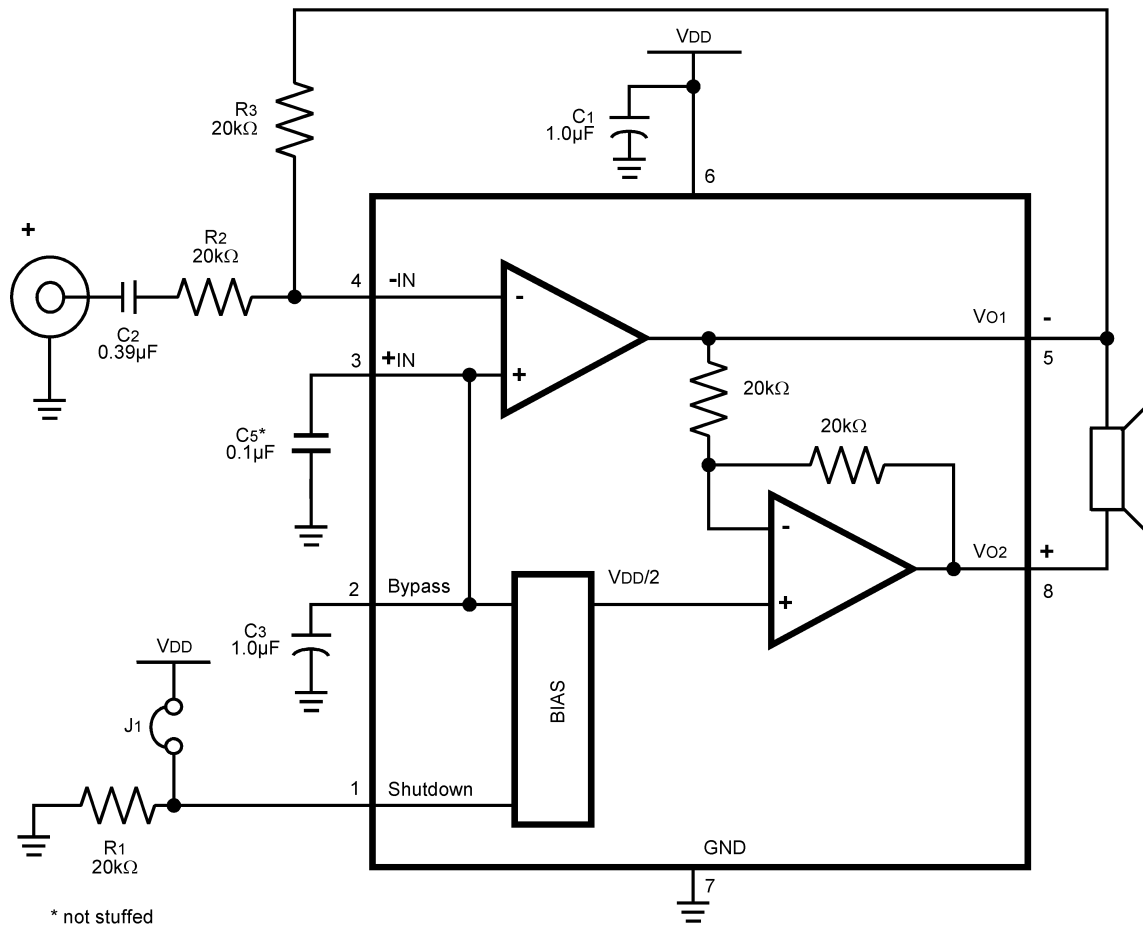 VDD
R3
20kΩ
C1
1.0µF
6
+
R2
20kΩ
4
-IN
-
C2
0.39µF
3
+IN
+
VO1
-
5
20kΩ
C5*
0.1µF
20kΩ
-
VO2
+
8
2
Bypass
VDD/2
+
C3
1.0µF
VDD
BIAS
J1
1
Shutdown
R1
20kΩ
GND
7
* not stuffed